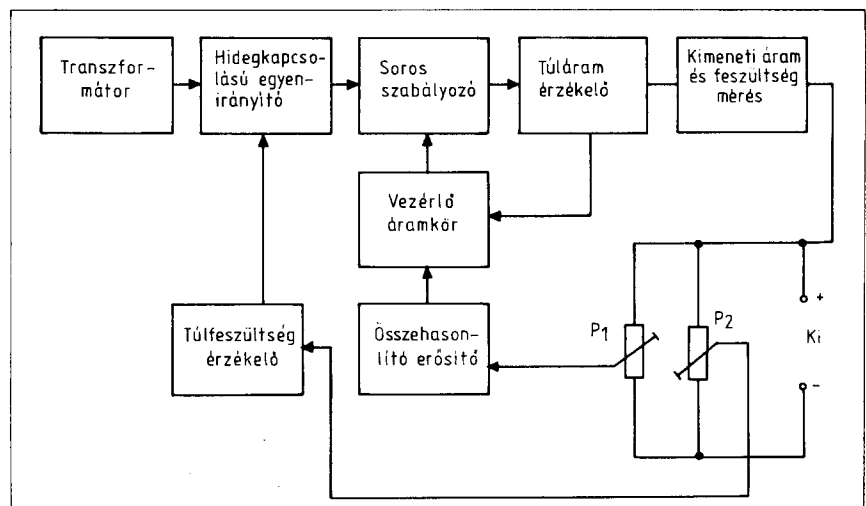 Transzfor-
mátor
Hidegkapcso-
lású egyen-
irányító
Soros
szabályozó
Túláram
érzékelő
Kimeneti áram
és feszültség
mérés
Vezérlő
áramkör
Túlfeszültség
érzékelő
Összehason-
lító erősítő
P1
P2
+
Ki
-